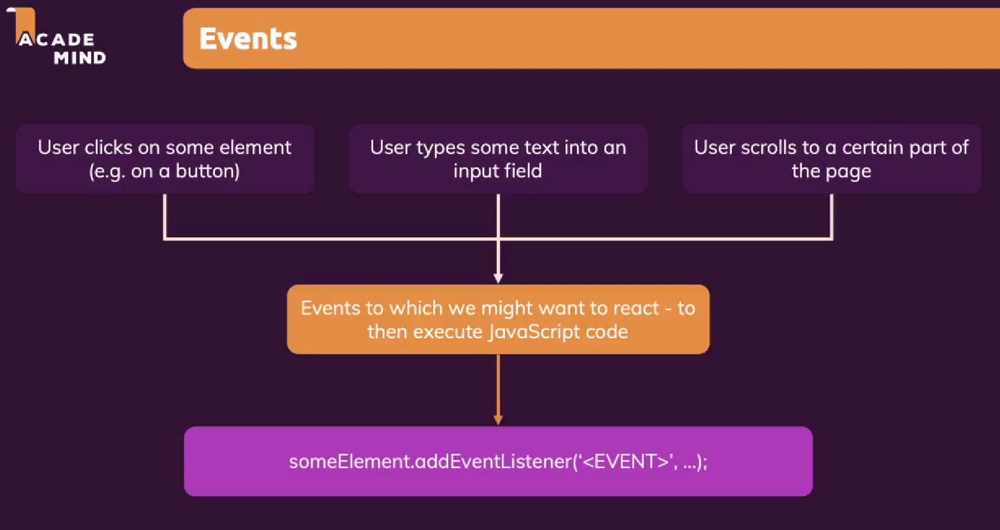 ACADE
MIND
Events
User clicks on some element
(e.g. on a button)
User types some text into an
input field
User scrolls to a certain part of
the page
Events to which we might want to react - to
then execute JavaScript code
someElement.addEventListener(‘<EVENT>’, ...);